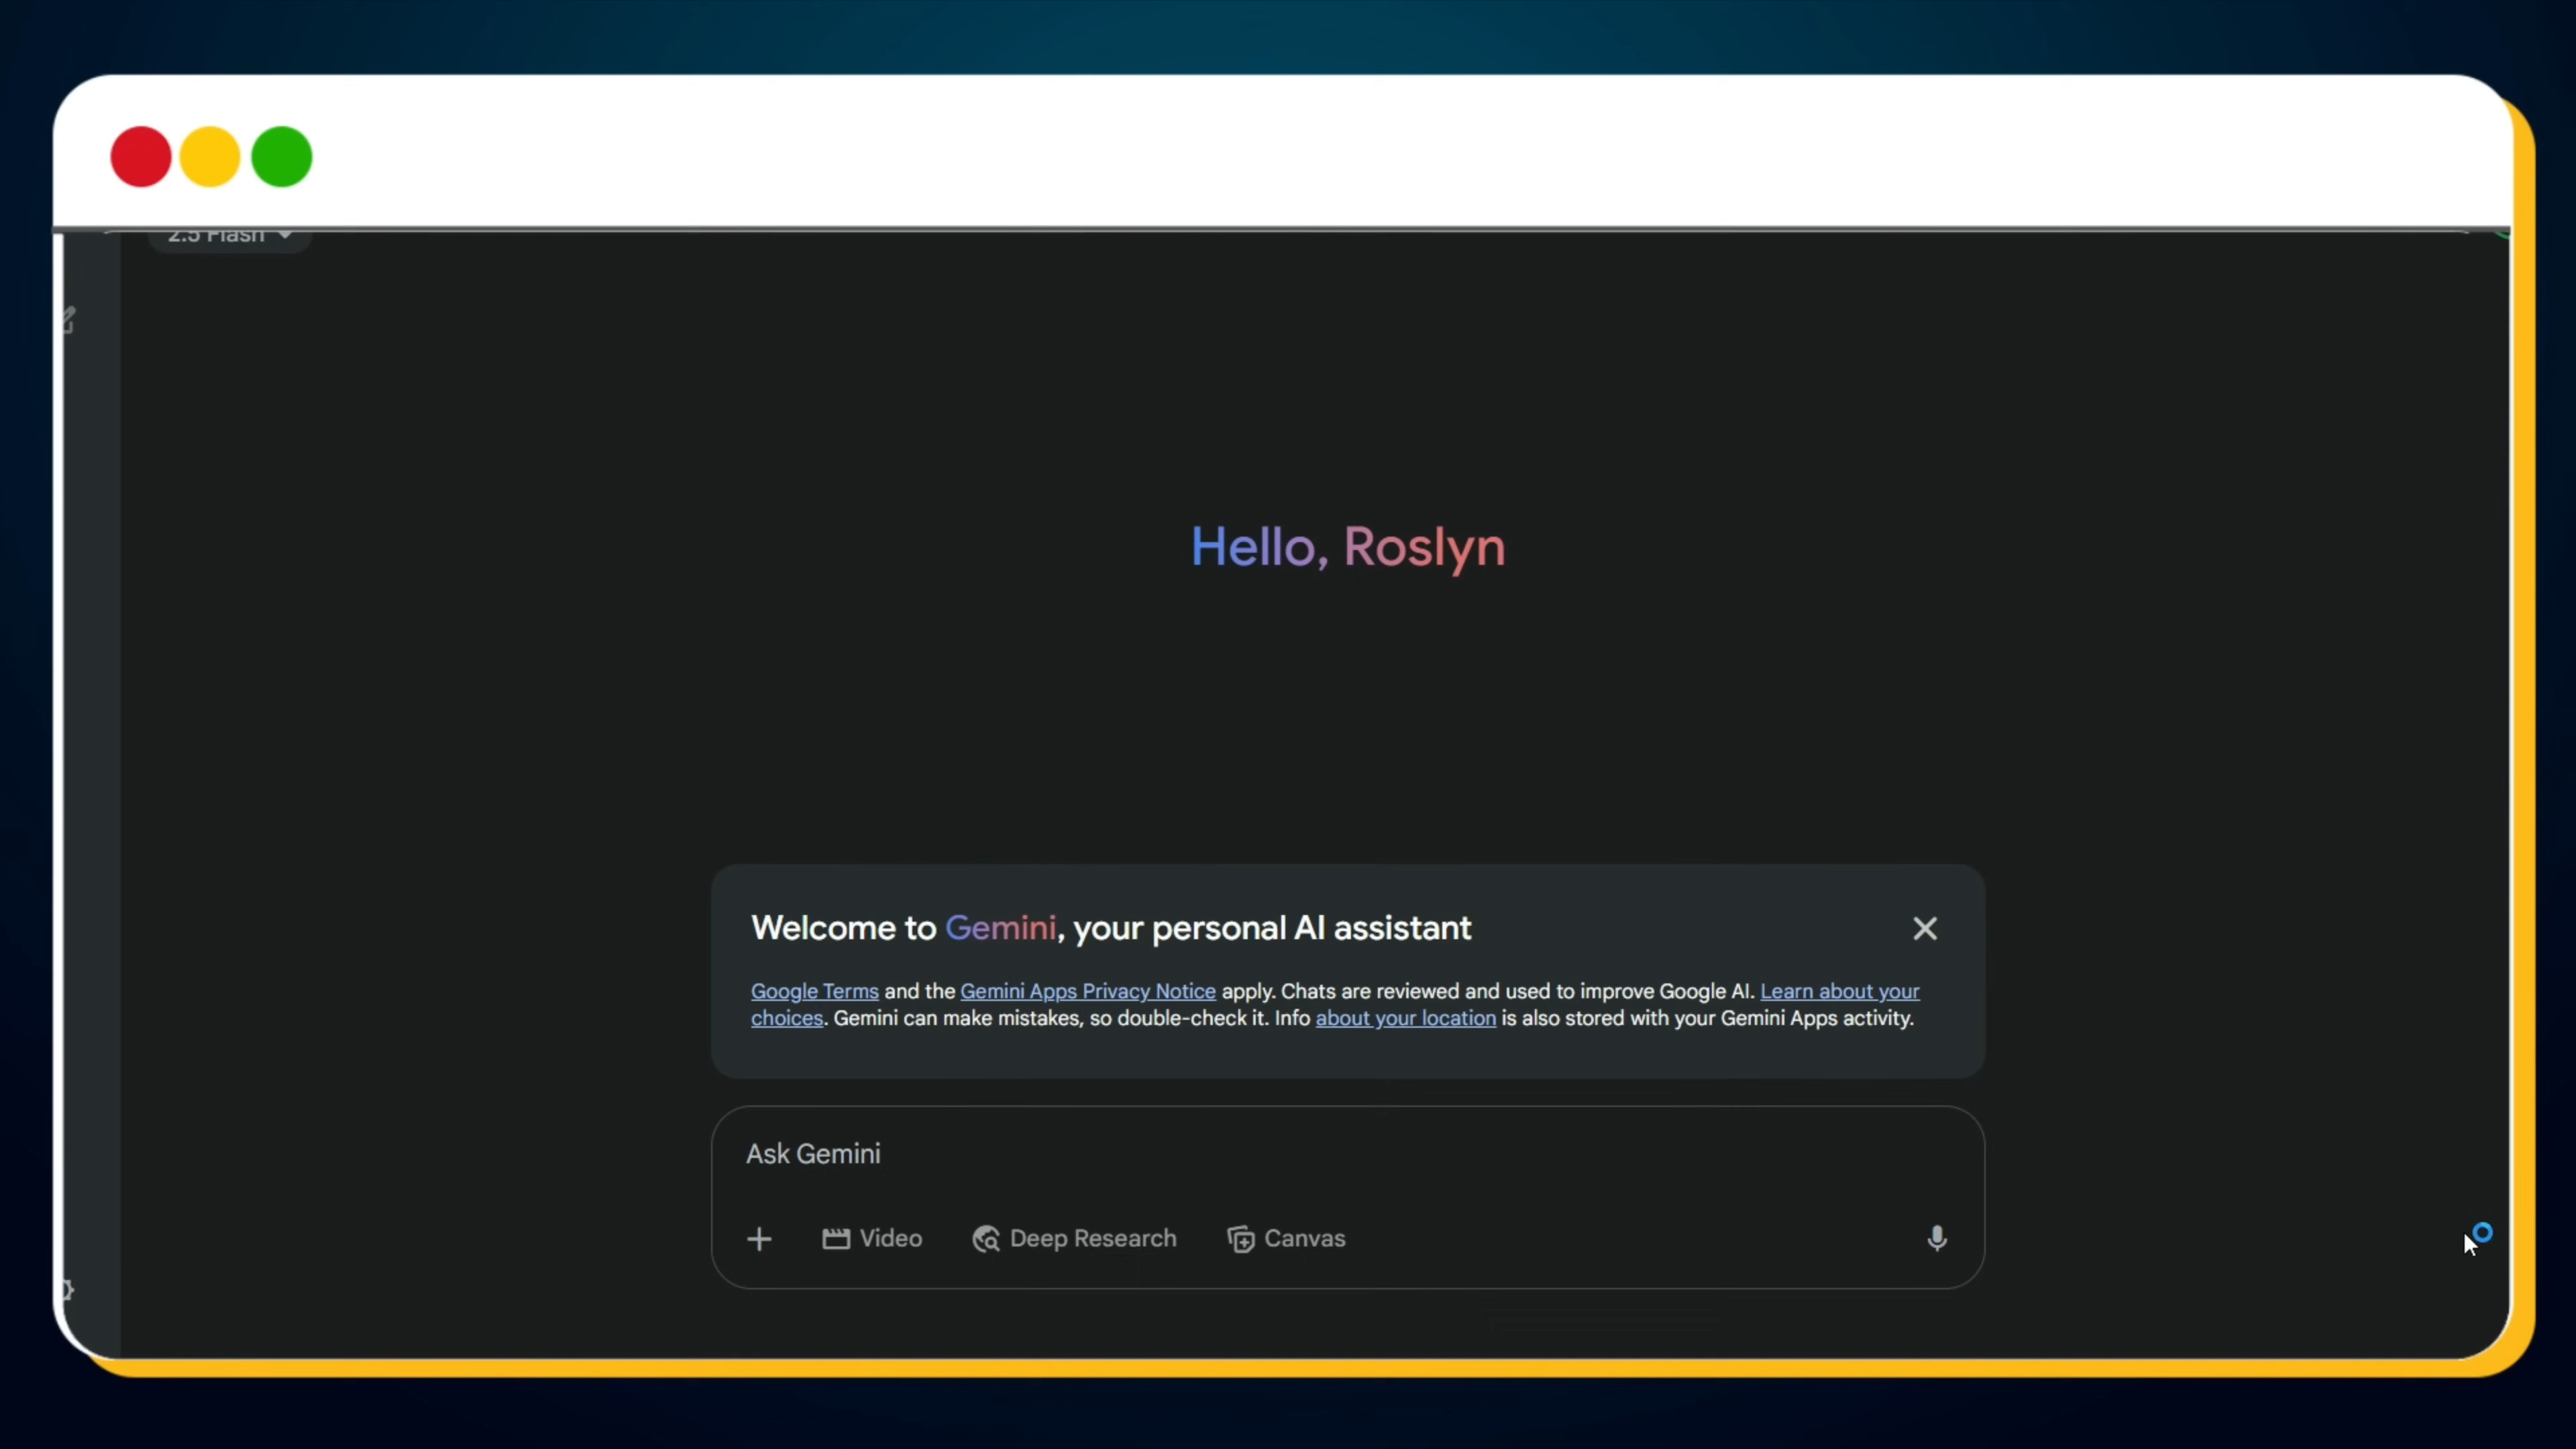 2.5 Flash
Hello, Roslyn
Welcome to Gemini, your personal AI assistant
Google Terms and the Gemini Apps Privacy Notice apply. Chats are reviewed and used to improve Google AI. Learn about your
choices. Gemini can make mistakes, so double-check it. Info about your location is also stored with your Gemini Apps activity.
Ask Gemini
Video Deep Research Canvas